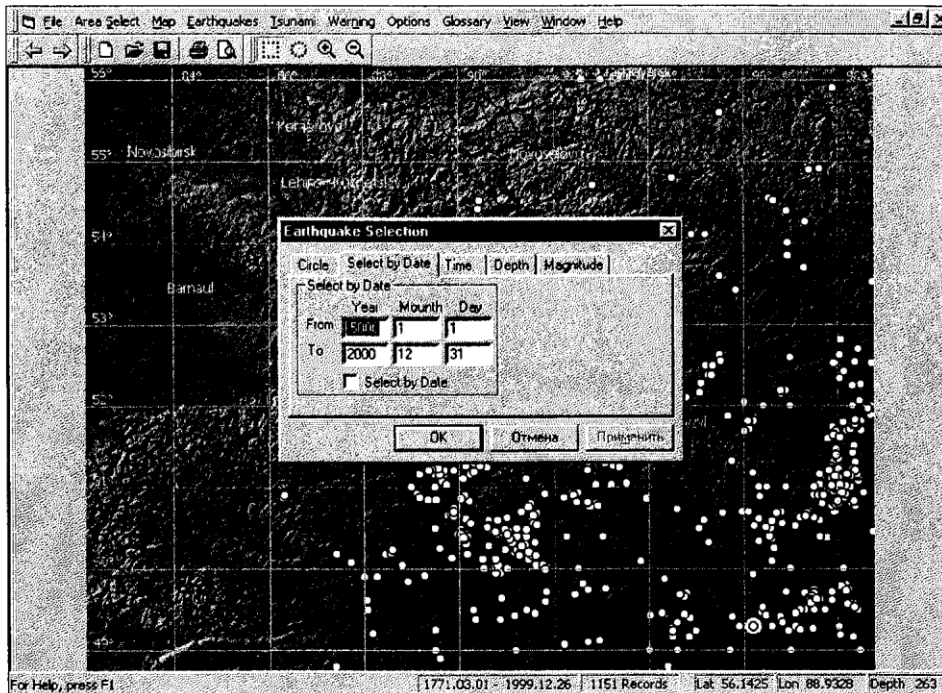 File Area Select Map Earthquakes Tsunami Warning Options Glossary View Window Help
55°
Novosibirsk
Barnaul
54°
53°
Earthquake Selection
Circle Select by Date Time Depth Magnitude
Select by Date
Year Mounth Day
From 1 1
To 2000 12 31
Select by Date
OK Отмена Применить
For Help, press F1 1771.03.01 - 1999.12.26 1151 Records Lat 56.1425 Lon 88.9328 Depth 263